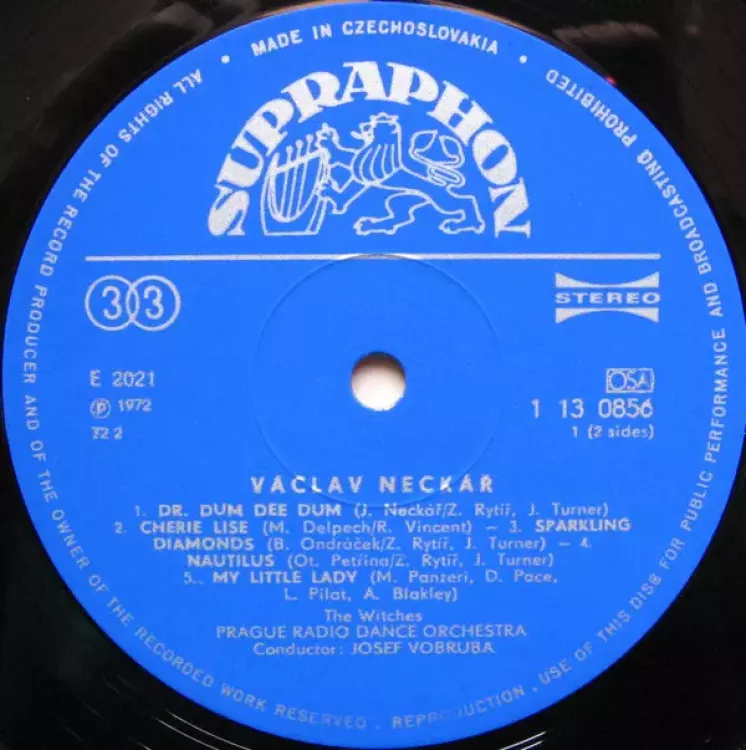 ALL RIGHTS OF THE RECORD PRODUCER AND OF THE OWNER OF THE RECORDED WORK RESERVED . REPRODUCTION . USE OF THIS DISC FOR PUBLIC PERFORMANCE AND BROADCASTING PROHIBITED
• MADE IN CZECHOSLOVAKIA •
SUPRAPHON
33
STEREO
E 2021
OSA
Ⓟ 1972
1 13 0856
72 2
1 (2 sides)
VÁCLAV NECKÁŘ
1. DR. DUM DEE DUM (J. Neckář/Z. Rytíř, J. Turner)
2. CHERIE LISE (M. Delpech/R. Vincent) – 3. SPARKLING
DIAMONDS (B. Ondráček/Z. Rytíř, J. Turner) – 4.
NAUTILUS (Ot. Petřina/Z. Rytíř, J. Turner)
5.. MY LITTLE LADY (M. Panzeri, D. Pace,
L. Pilat, A. Blakley)
The Witches
PRAGUE RADIO DANCE ORCHESTRA
Conductor: JOSEF VOBRUBA